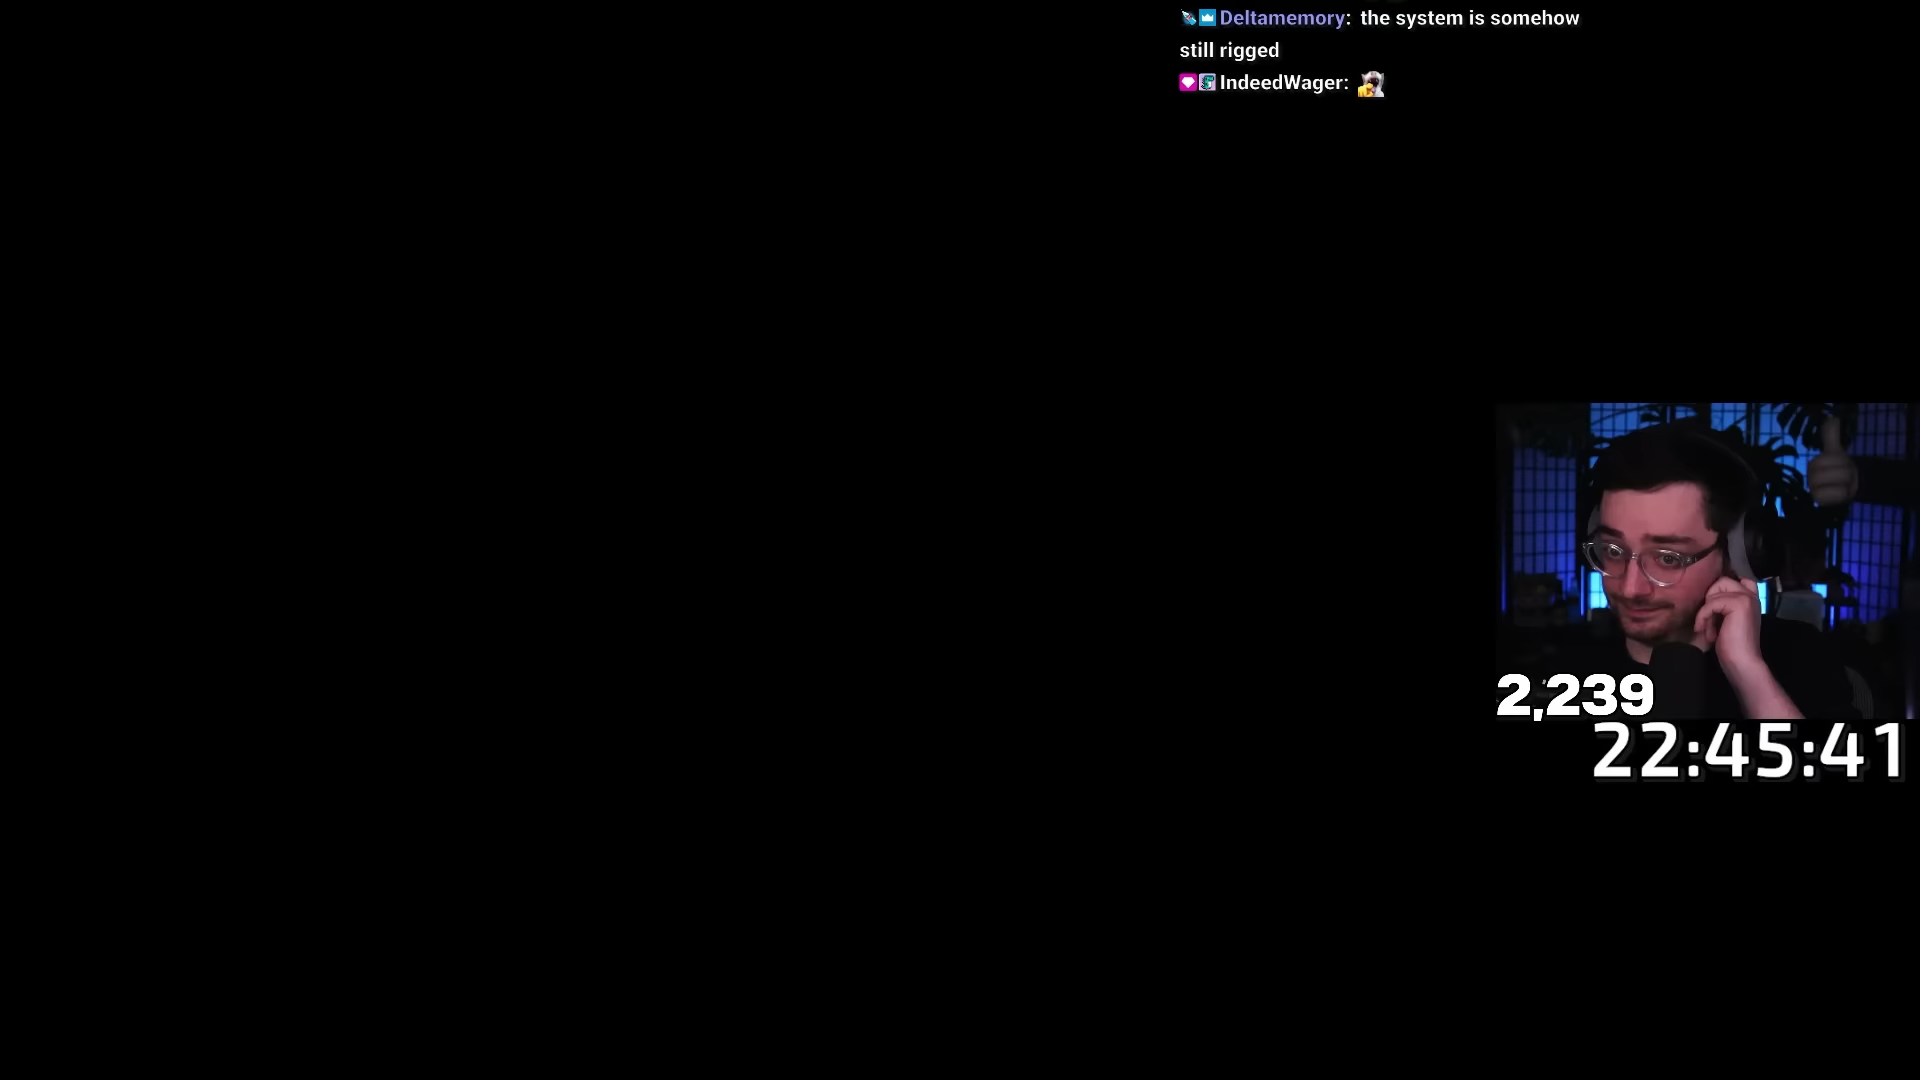 Deltamemory: the system is somehow
still rigged
IndeedWager:
2,239
22:45:41